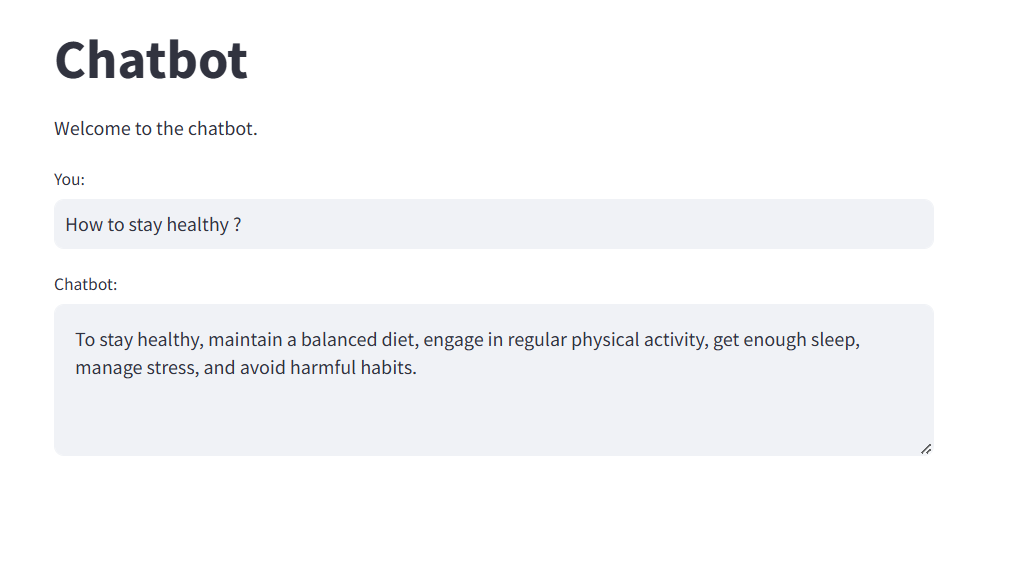 Chatbot
Welcome to the chatbot.
You:
How to stay healthy ?
Chatbot:
To stay healthy, maintain a balanced diet, engage in regular physical activity, get enough sleep,
manage stress, and avoid harmful habits.